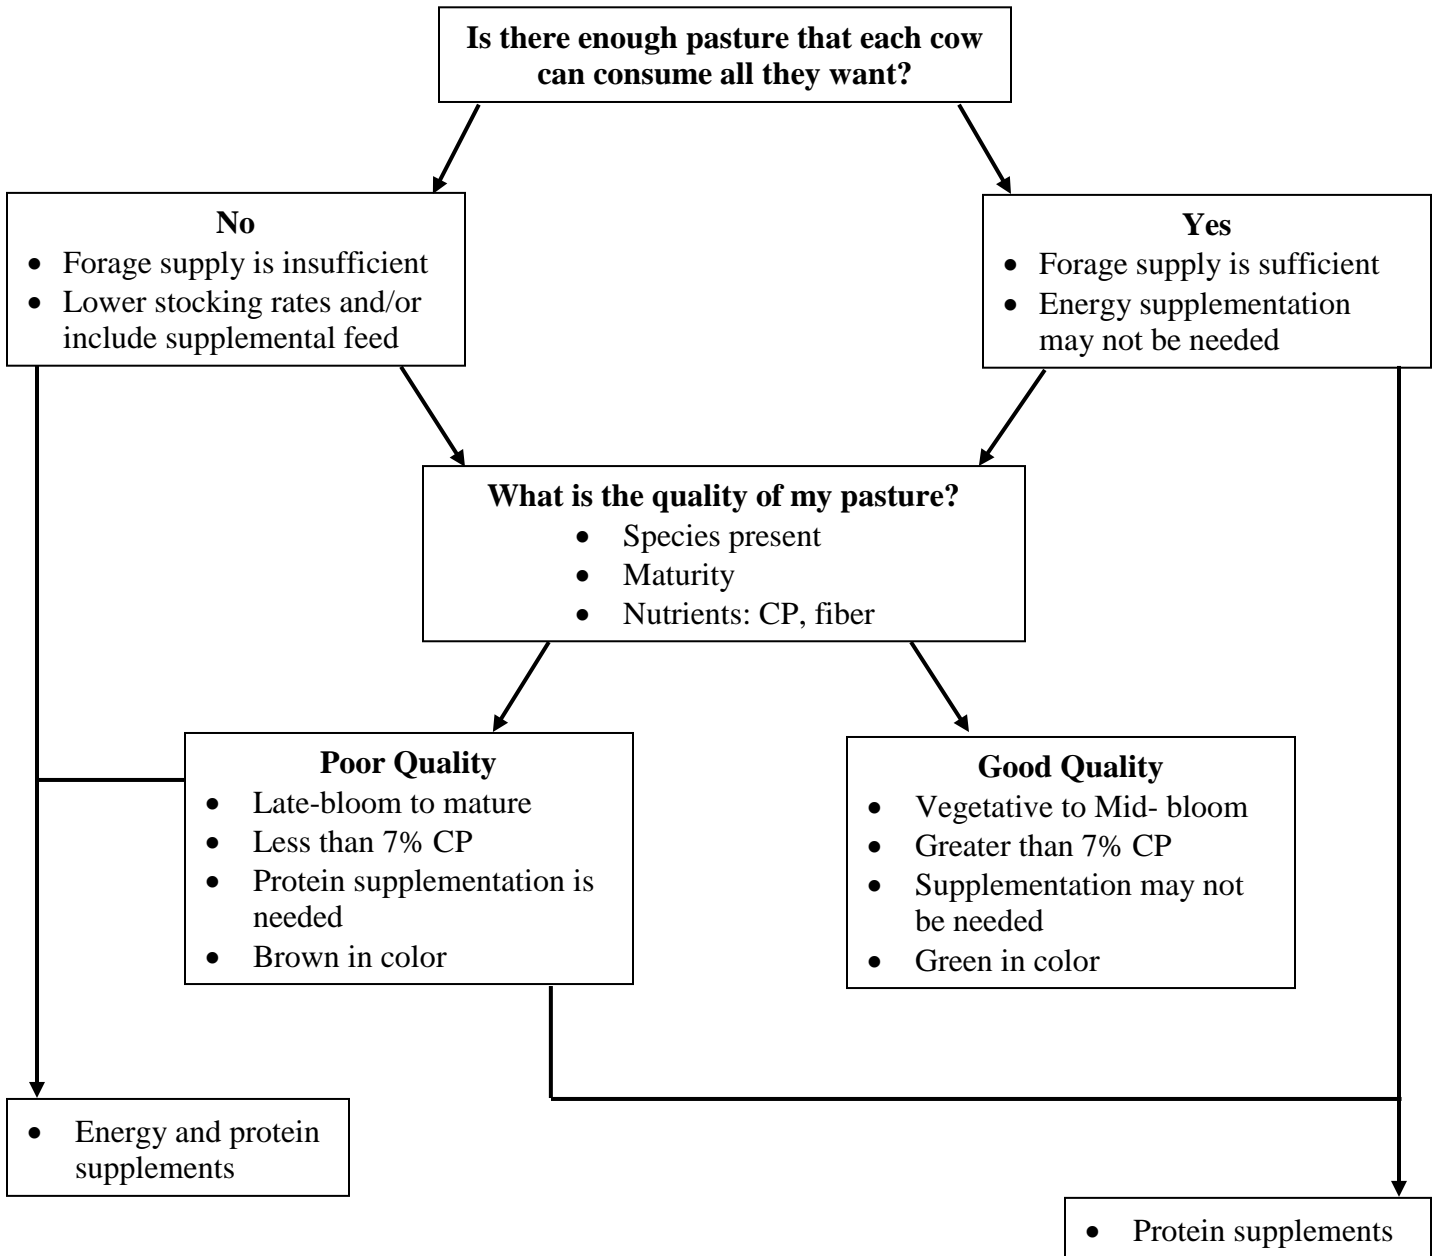 Is there enough pasture that each cow
can consume all they want?
No
• Forage supply is insufficient
• Lower stocking rates and/or
include supplemental feed
Yes
• Forage supply is sufficient
• Energy supplementation
may not be needed
What is the quality of my pasture?
• Species present
• Maturity
• Nutrients: CP, fiber
Poor Quality
• Late-bloom to mature
• Less than 7% CP
• Protein supplementation is
needed
• Brown in color
Good Quality
• Vegetative to Mid- bloom
• Greater than 7% CP
• Supplementation may not
be needed
• Green in color
• Energy and protein
supplements
• Protein supplements